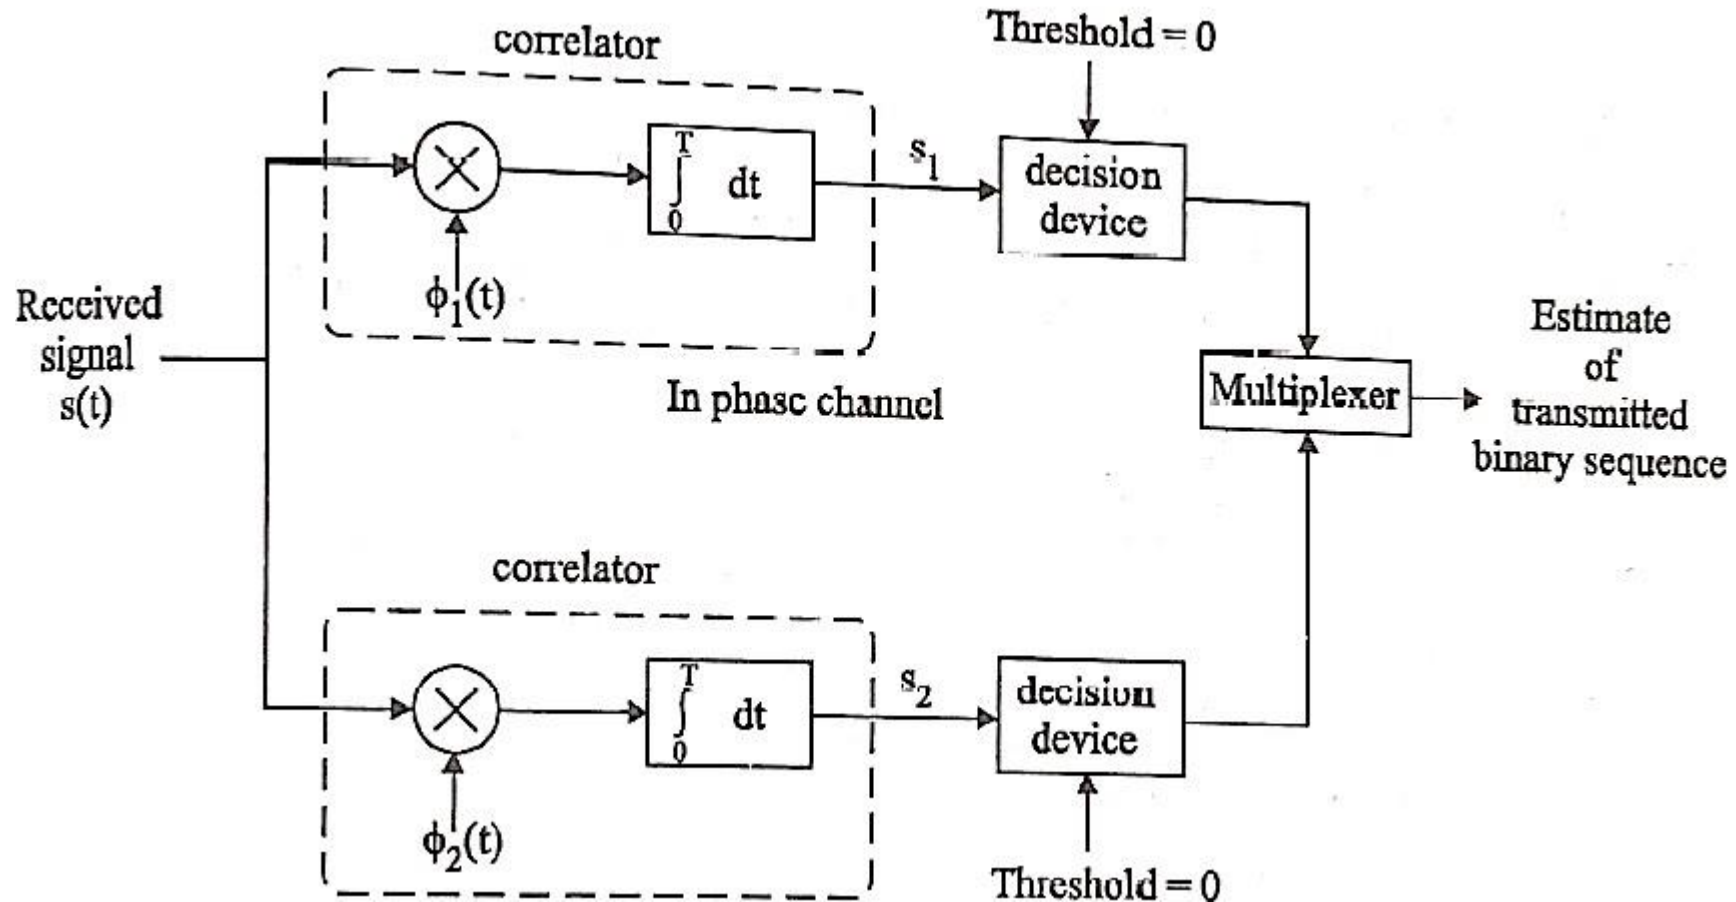 correlator
Threshold = 0
T
∫ dt
0
s1
decision
device
ϕ1(t)
Received
signal
s(t)
In phase channel
Multiplexer
Estimate
of
transmitted
binary sequence
correlator
T
∫ dt
0
s2
decision
device
ϕ2(t)
Threshold = 0